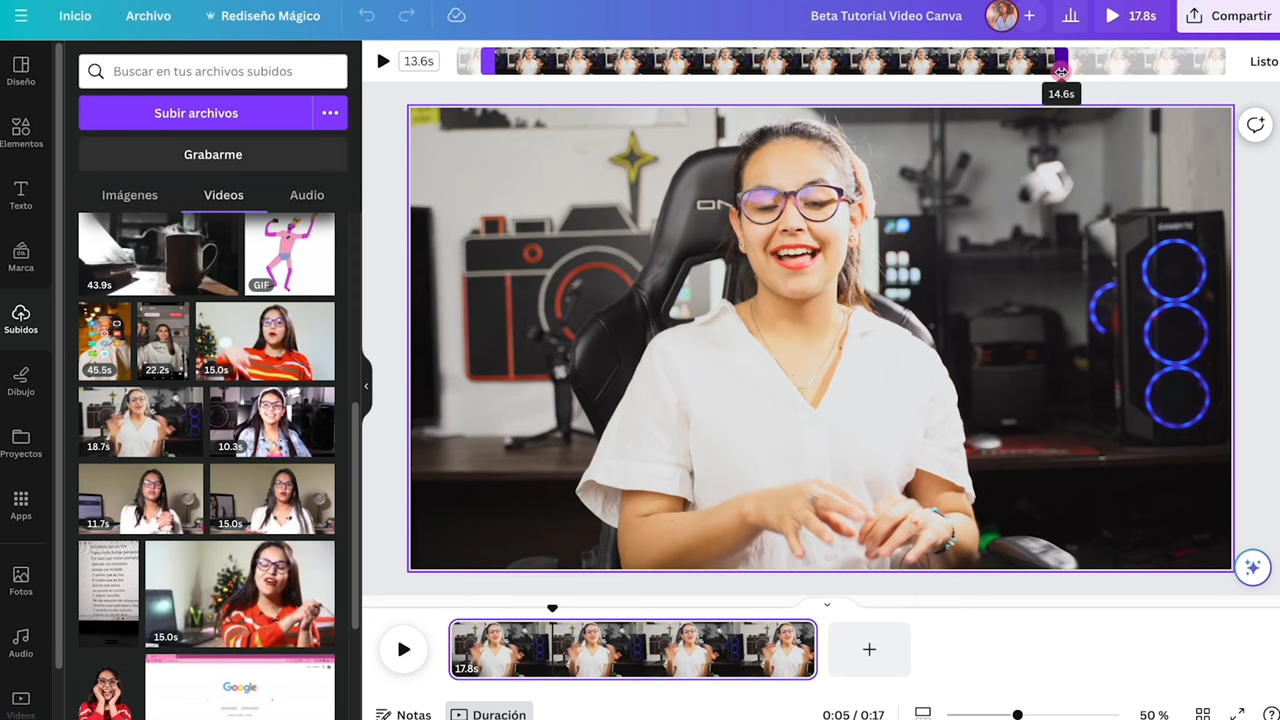 Inicio Archivo Rediseño Mágico Beta Tutorial Video Canva 17.8s Compartir
Diseño
Elementos
Texto
Marca
Subidos
Dibujo
Proyectos
Apps
Fotos
Audio
Videos
Buscar en tus archivos subidos
Subir archivos
Grabarme
Imágenes Videos Audio
43.9s GIF
45.5s 22.2s 15.0s
18.7s 10.3s
11.7s 15.0s
15.0s
Google
13.6s Listo
14.6s
ON
GIGABYTE
17.8s
Notas Duración 0:05 / 0:17 50 %